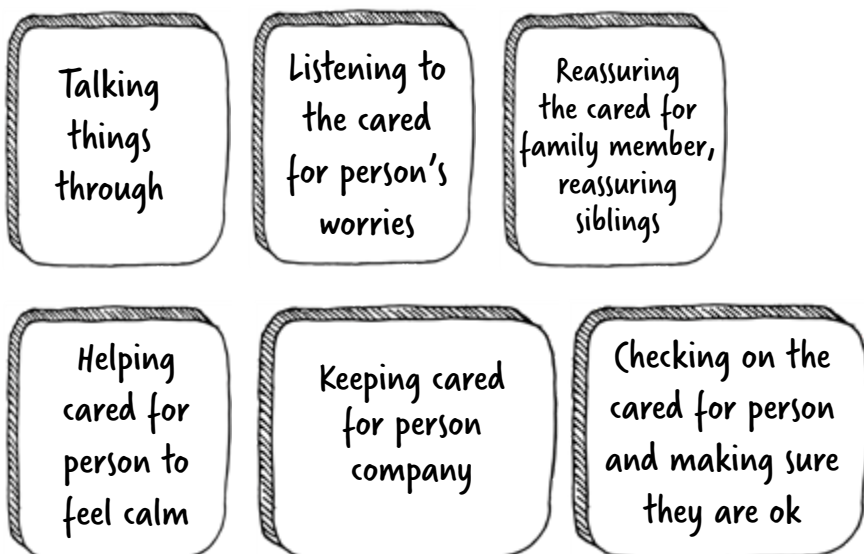 Talking
things
through
Listening to
the cared
for person's
worries
Reassuring
the cared for
family member,
reassuring
siblings
Helping
cared for
person to
feel calm
Keeping cared
for person
company
Checking on the
cared for person
and making sure
they are ok